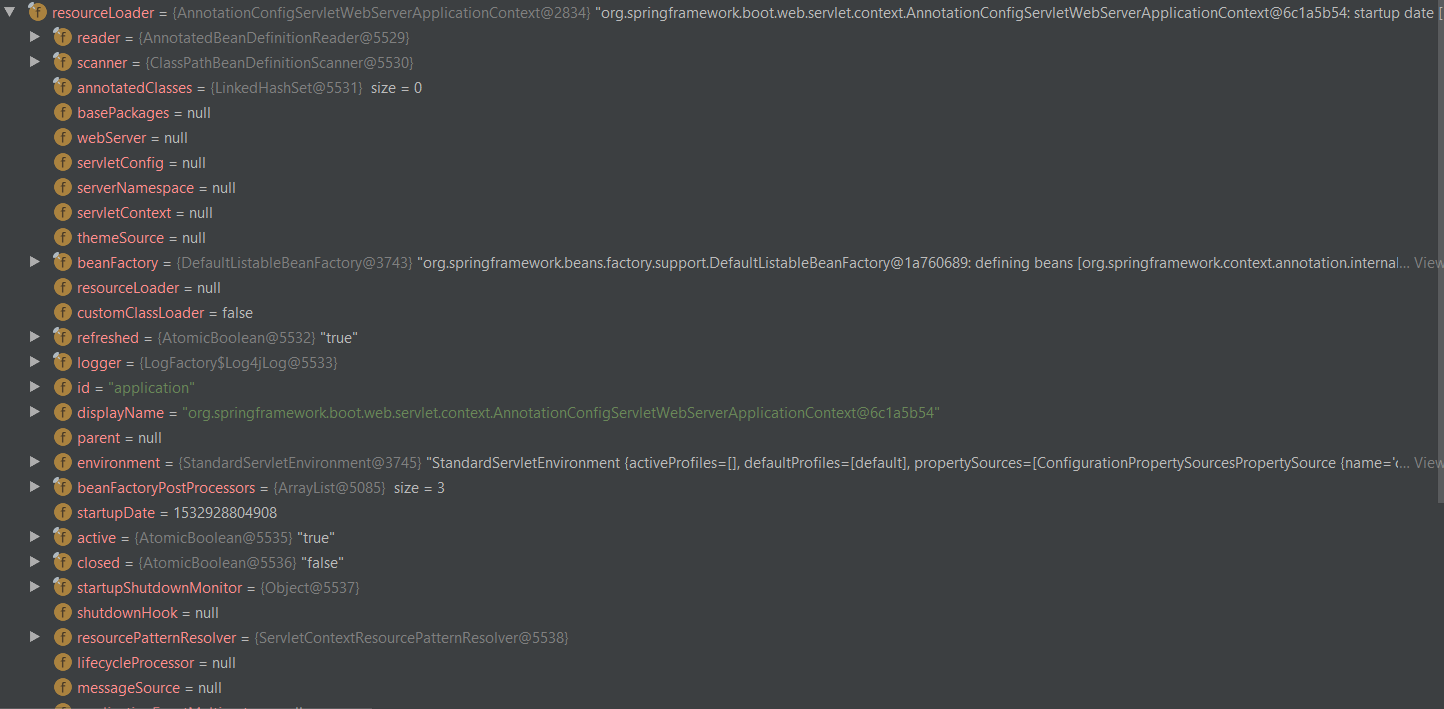 resourceLoader = {AnnotationConfigServletWebServerApplicationContext@2834} "org.springframework.boot.web.servlet.context.AnnotationConfigServletWebServerApplicationContext@6c1a5b54: startup date [
f reader = {AnnotatedBeanDefinitionReader@5529}
f scanner = {ClassPathBeanDefinitionScanner@5530}
f annotatedClasses = {LinkedHashSet@5531} size = 0
f basePackages = null
f webServer = null
f servletConfig = null
f serverNamespace = null
f servletContext = null
f themeSource = null
f beanFactory = {DefaultListableBeanFactory@3743} "org.springframework.beans.factory.support.DefaultListableBeanFactory@1a760689: defining beans [org.springframework.context.annotation.internal... View
f resourceLoader = null
f customClassLoader = false
f refreshed = {AtomicBoolean@5532} "true"
f logger = {LogFactory$Log4jLog@5533}
f id = "application"
f displayName = "org.springframework.boot.web.servlet.context.AnnotationConfigServletWebServerApplicationContext@6c1a5b54"
f parent = null
f environment = {StandardServletEnvironment@3745} "StandardServletEnvironment {activeProfiles=[], defaultProfiles=[default], propertySources=[ConfigurationPropertySourcesPropertySource {name='c... View
f beanFactoryPostProcessors = {ArrayList@5085} size = 3
f startupDate = 1532928804908
f active = {AtomicBoolean@5535} "true"
f closed = {AtomicBoolean@5536} "false"
f startupShutdownMonitor = {Object@5537}
f shutdownHook = null
f resourcePatternResolver = {ServletContextResourcePatternResolver@5538}
f lifecycleProcessor = null
f messageSource = null